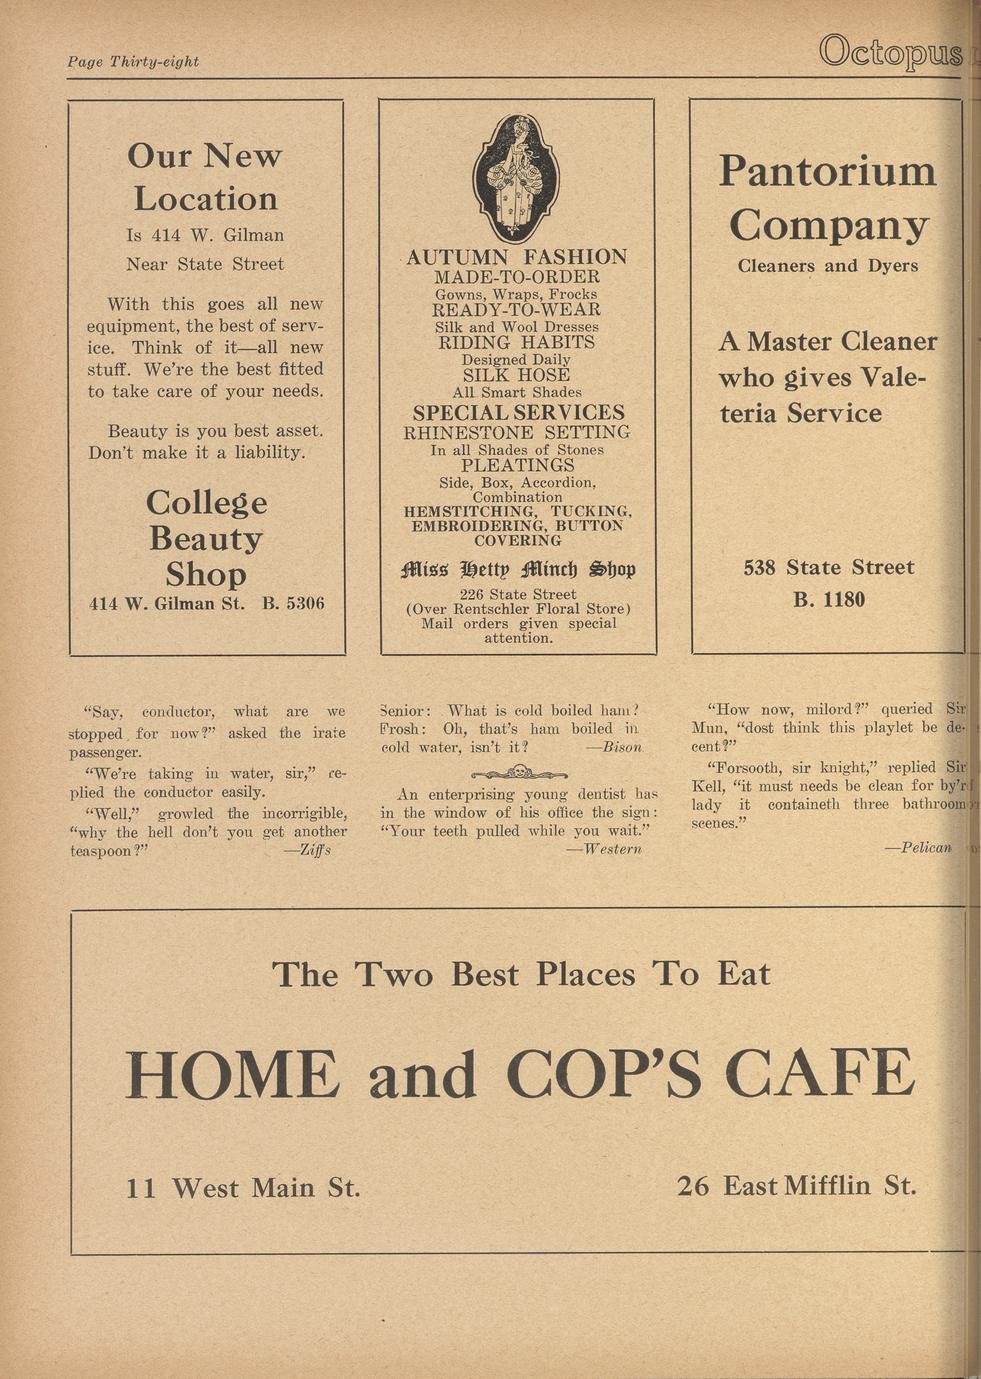 Page Thirty-eight
Octopus
Our New
Location
Is 414 W. Gilman
Near State Street
With this goes all new
equipment, the best of serv-
ice. Think of it—all new
stuff. We're the best fitted
to take care of your needs.
Beauty is you best asset.
Don't make it a liability.
College
Beauty
Shop
414 W. Gilman St. B. 5306
AUTUMN FASHION
MADE-TO-ORDER
Gowns, Wraps, Frocks
READY-TO-WEAR
Silk and Wool Dresses
RIDING HABITS
Designed Daily
SILK HOSE
All Smart Shades
SPECIAL SERVICES
RHINESTONE SETTING
In all Shades of Stones
PLEATINGS
Side, Box, Accordion,
Combination
HEMSTITCHING, TUCKING,
EMBROIDERING, BUTTON
COVERING
Miss Hetty Minch Shop
226 State Street
(Over Rentschler Floral Store)
Mail orders given special
attention.
Pantorium
Company
Cleaners and Dyers
A Master Cleaner
who gives Vale-
teria Service
538 State Street
B. 1180
"Say, conductor, what are we
stopped for now?" asked the irate
passenger.
"We're taking in water, sir," re-
plied the conductor easily.
"Well," growled the incorrigible,
"why the hell don't you get another
teaspoon?" —Ziffs
Senior: What is cold boiled ham?
Frosh: Oh, that's ham boiled in
cold water, isn't it? —Bison
An enterprising young dentist has
in the window of his office the sign:
"Your teeth pulled while you wait."
—Western
"How now, milord?" queried Sir
Mun, "dost think this playlet be de-
cent?"
"Forsooth, sir knight," replied Sir
Kell, "it must needs be clean for by'r
lady it containeth three bathroom
scenes."
—Pelican
The Two Best Places To Eat
HOME and COP'S CAFE
11 West Main St. 26 East Mifflin St.